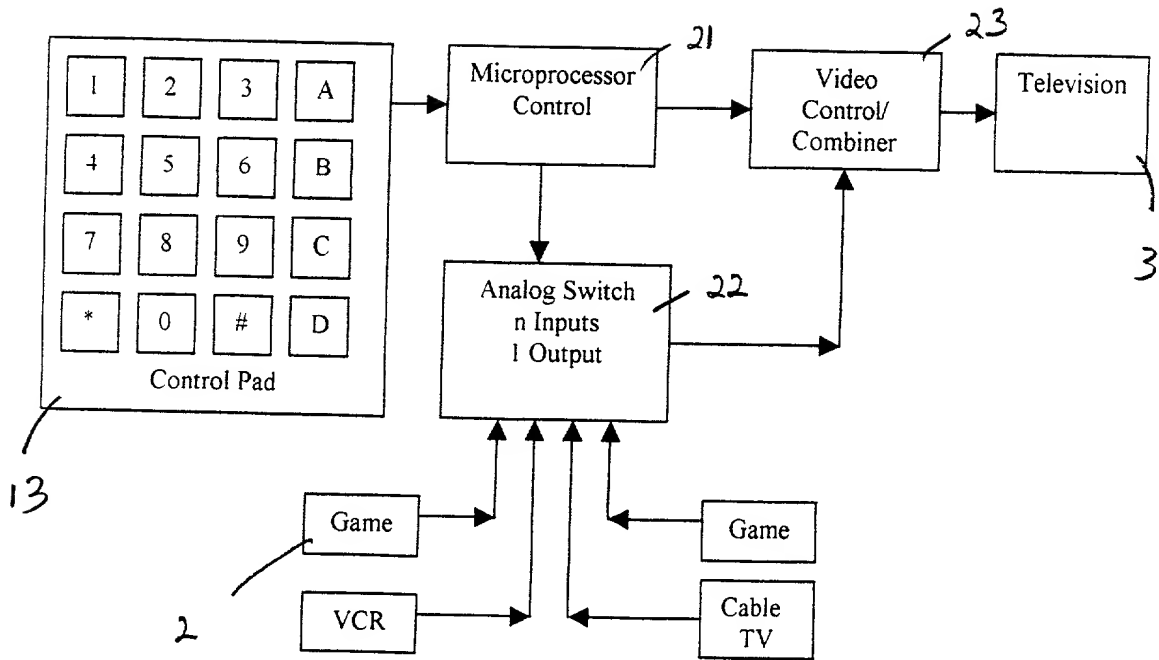 1 2 3 A
4 5 6 B
7 8 9 C
* 0 # D
Control Pad
13
Microprocessor
Control
21
Video
Control/
Combiner
23
Television
3
Analog Switch
n Inputs
1 Output
22
Game
2
VCR
Game
Cable
TV